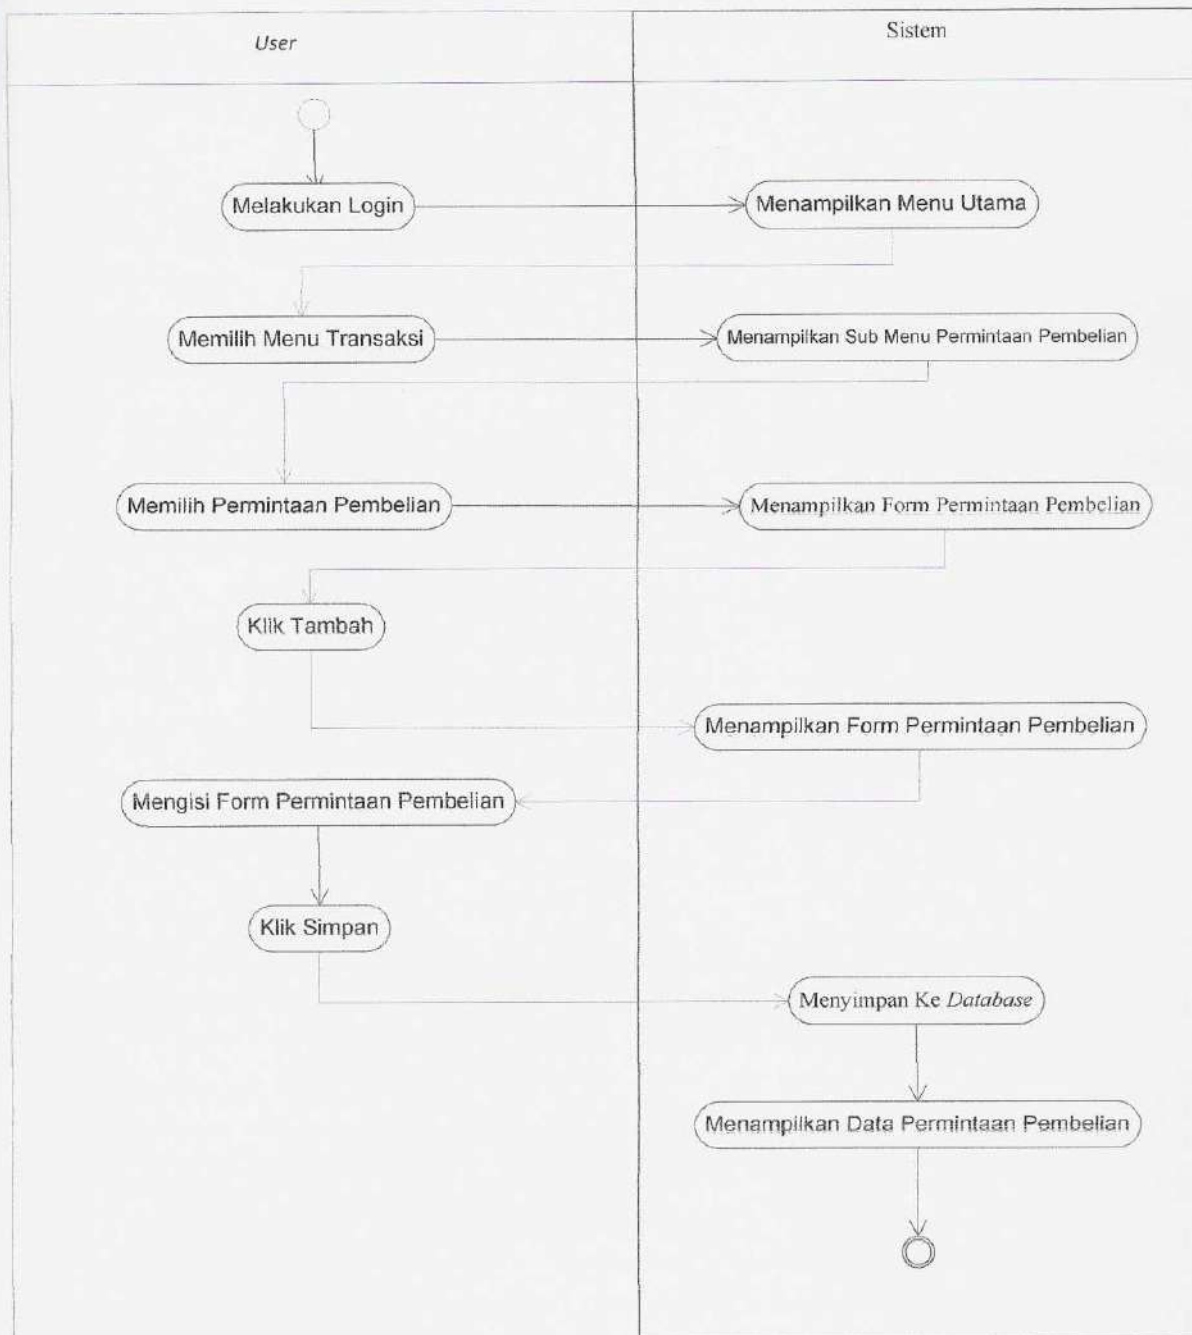 User
Sistem
Melakukan Login
Menampilkan Menu Utama
Memilih Menu Transaksi
Menampilkan Sub Menu Permintaan Pembelian
Memilih Permintaan Pembelian
Menampilkan Form Permintaan Pembelian
Klik Tambah
Menampilkan Form Permintaan Pembelian
Mengisi Form Permintaan Pembelian
Klik Simpan
Menyimpan Ke Database
Menampilkan Data Permintaan Pembelian